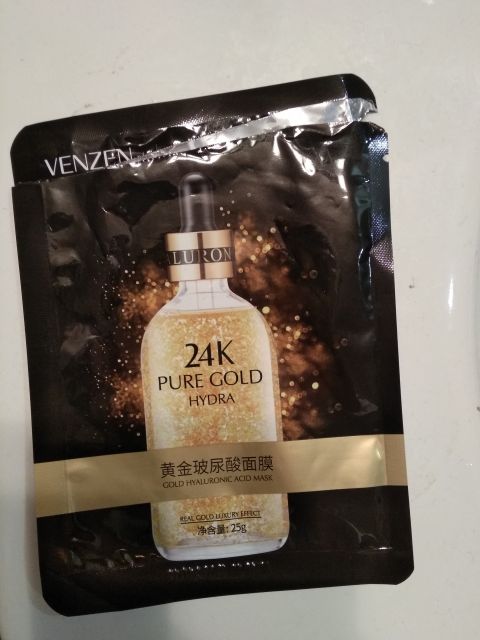 VENZEN
LURON
24K
PURE GOLD
HYDRA
黄金玻尿酸面膜
GOLD HYALURONIC ACID MASK
REAL GOLD LUXURY EFFECT
净含量: 25g